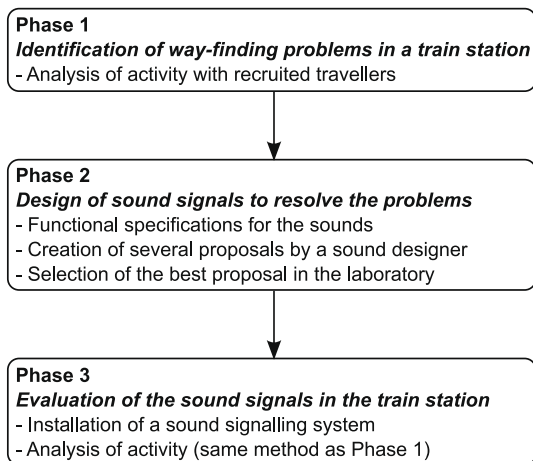 Phase 1
Identification of way-finding problems in a train station
- Analysis of activity with recruited travellers
Phase 2
Design of sound signals to resolve the problems
- Functional specifications for the sounds
- Creation of several proposals by a sound designer
- Selection of the best proposal in the laboratory
Phase 3
Evaluation of the sound signals in the train station
- Installation of a sound signalling system
- Analysis of activity (same method as Phase 1)